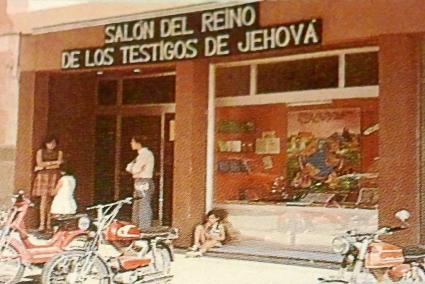 SALÓN DEL REINO
DE LOS TESTIGOS DE JEHOVÁ